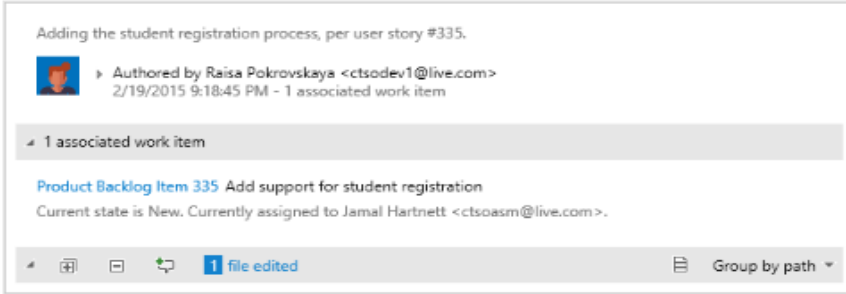 Adding the student registration process, per user story #335.
Authored by Raisa Pokrovskaya <ctsodev1@live.com>
2/19/2015 9:18:45 PM - 1 associated work item
1 associated work item
Product Backlog Item 335 Add support for student registration
Current state is New. Currently assigned to Jamal Hartnett <ctsoasm@live.com>.
1 file edited Group by path